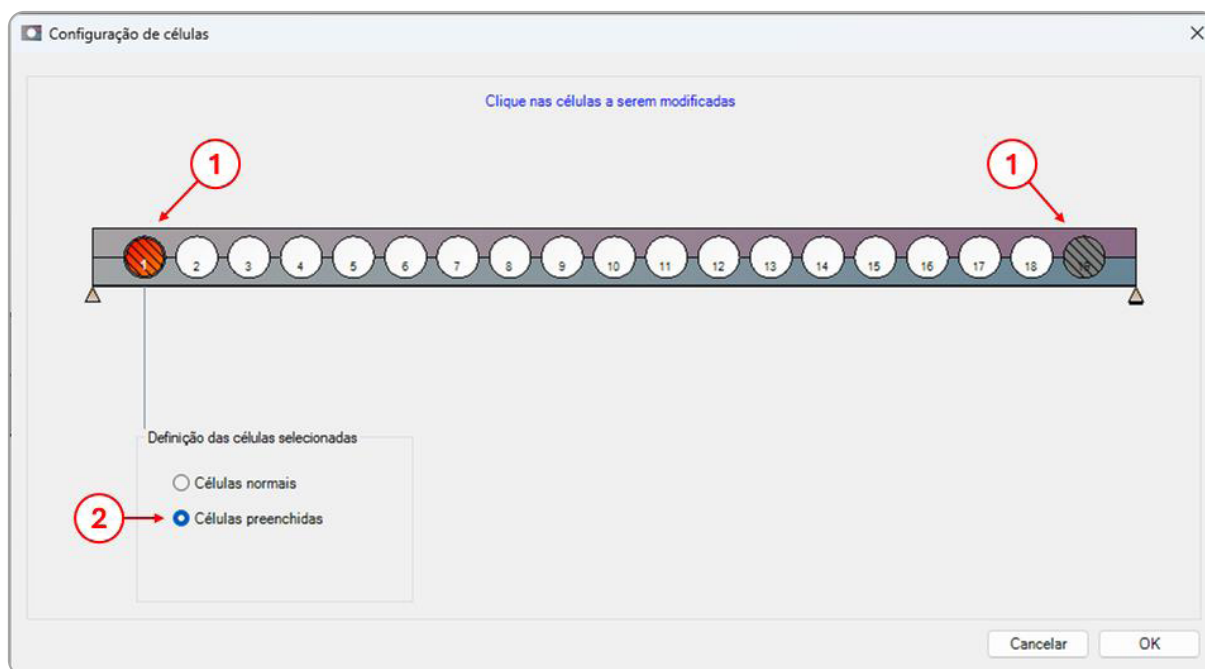 Configuração de células
Clique nas células a serem modificadas
1 1
1 2 3 4 5 6 7 8 9 10 11 12 13 14 15 16 17 18 19
Definição das células selecionadas
Células normais
2 Células preenchidas
Cancelar OK